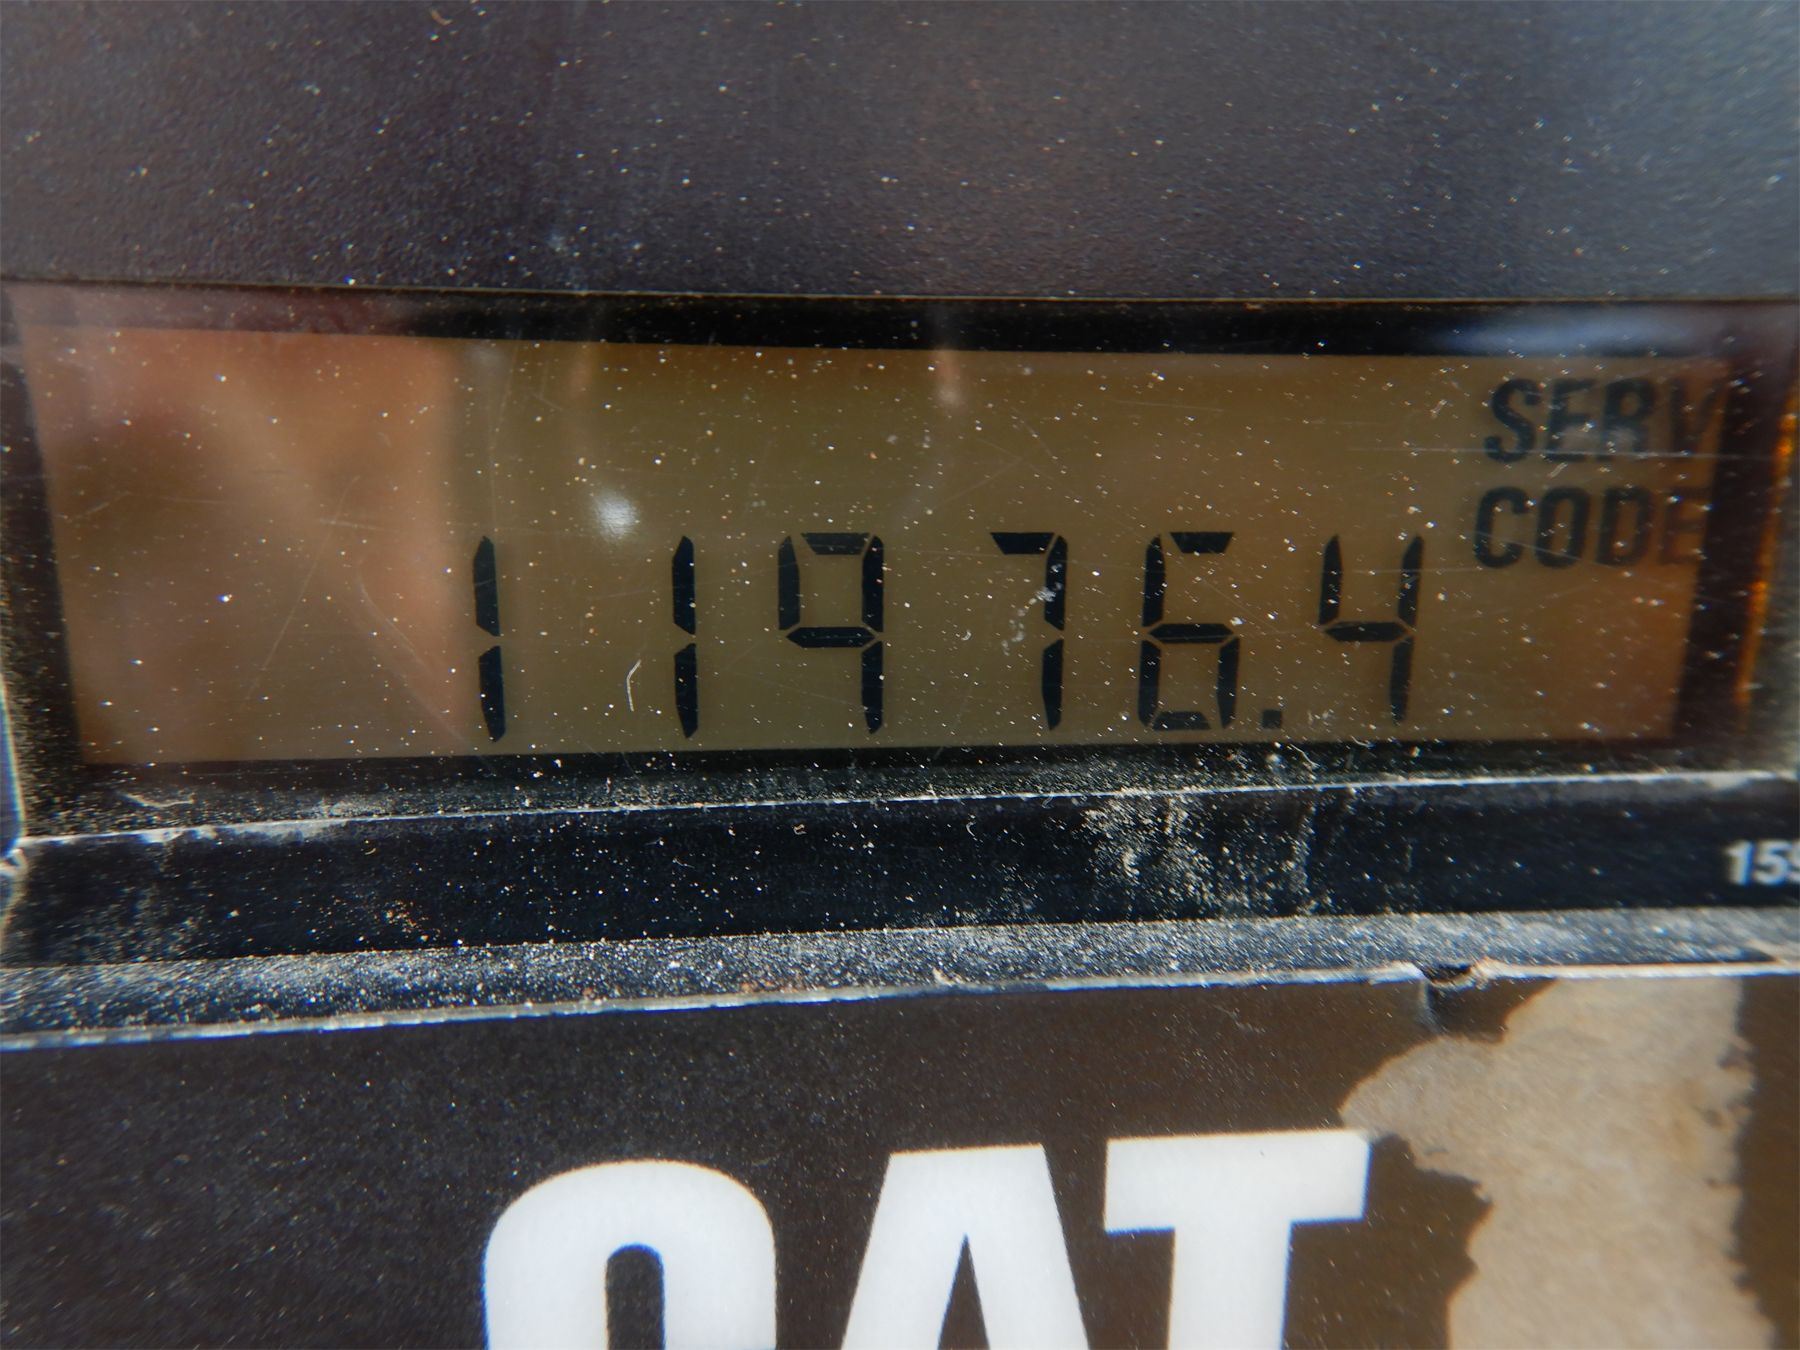 SERV
CODE
11976.4
CAT